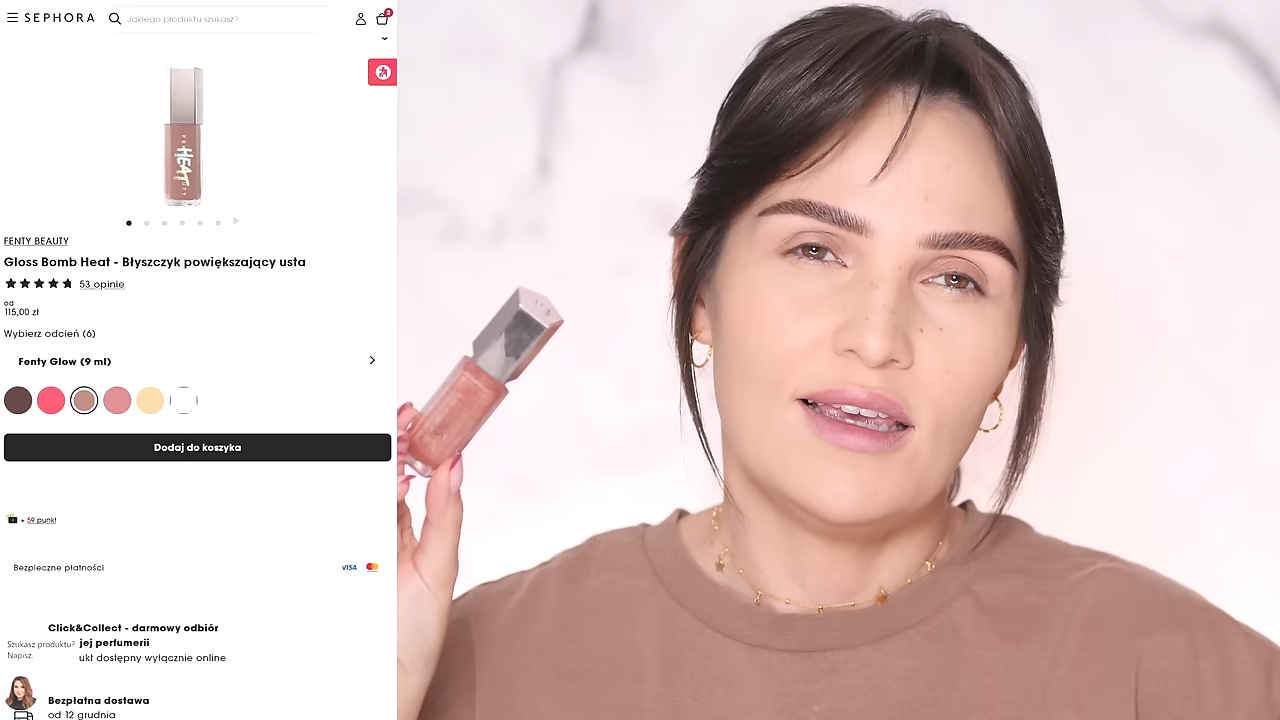 SEPHORA
Jakiego produktu szukasz?
2
HEAT
FENTY BEAUTY
Gloss Bomb Heat - Błyszczyk powiększający usta
53 opinie
od
115,00 zł
Wybierz odcień (6)
Fenty Glow (9 ml)
Dodaj do koszyka
+ 59 punkt
Bezpieczne płatności
VISA
Click&Collect - darmowy odbiór
Szukasz produktu?
jej perfumerii
Napisz.
ukt dostępny wyłącznie online
Bezpłatna dostawa
od 12 grudnia